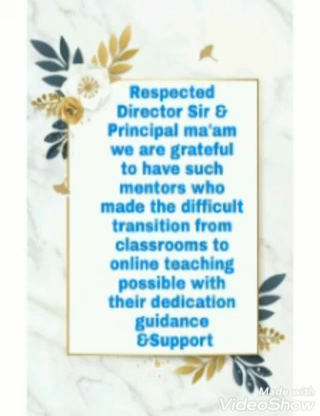 Respected
Director Sir &
Principal ma'am
we are grateful
to have such
mentors who
made the difficult
transition from
classrooms to
online teaching
possible with
their dedication
guidance
&Support
Made with
VideoShow